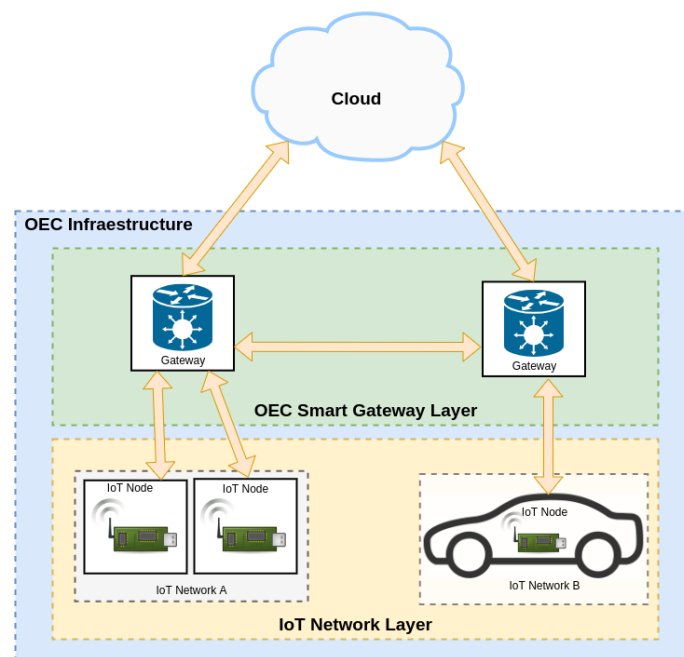 Cloud
OEC Infraestructure
Gateway
Gateway
OEC Smart Gateway Layer
IoT Node
IoT Node
IoT Node
IoT Network A
IoT Network B
IoT Network Layer